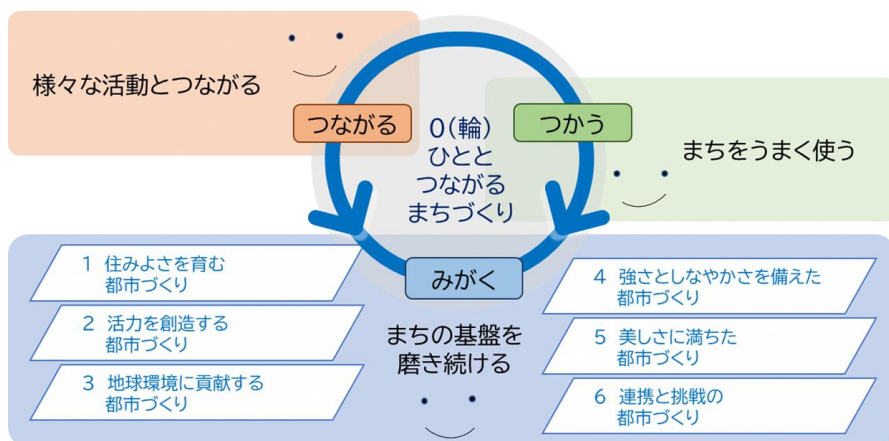 様々な活動とつながる
つながる
0(輪)
ひとと
つながる
まちづくり
つかう
まちをうまく使う
みがく
まちの基盤を
磨き続ける
1 住みよさを育む
都市づくり
2 活力を創造する
都市づくり
3 地球環境に貢献する
都市づくり
4 強さとしなやかさを備えた
都市づくり
5 美しさに満ちた
都市づくり
6 連携と挑戦の
都市づくり